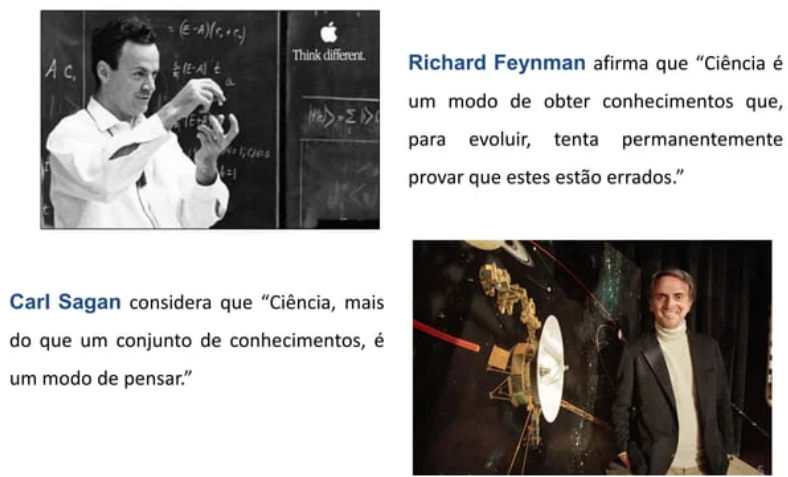 Think different.
Richard Feynman afirma que “Ciência é
um modo de obter conhecimentos que,
para evoluir, tenta permanentemente
provar que estes estão errados.”
Carl Sagan considera que “Ciência, mais
do que um conjunto de conhecimentos, é
um modo de pensar.”